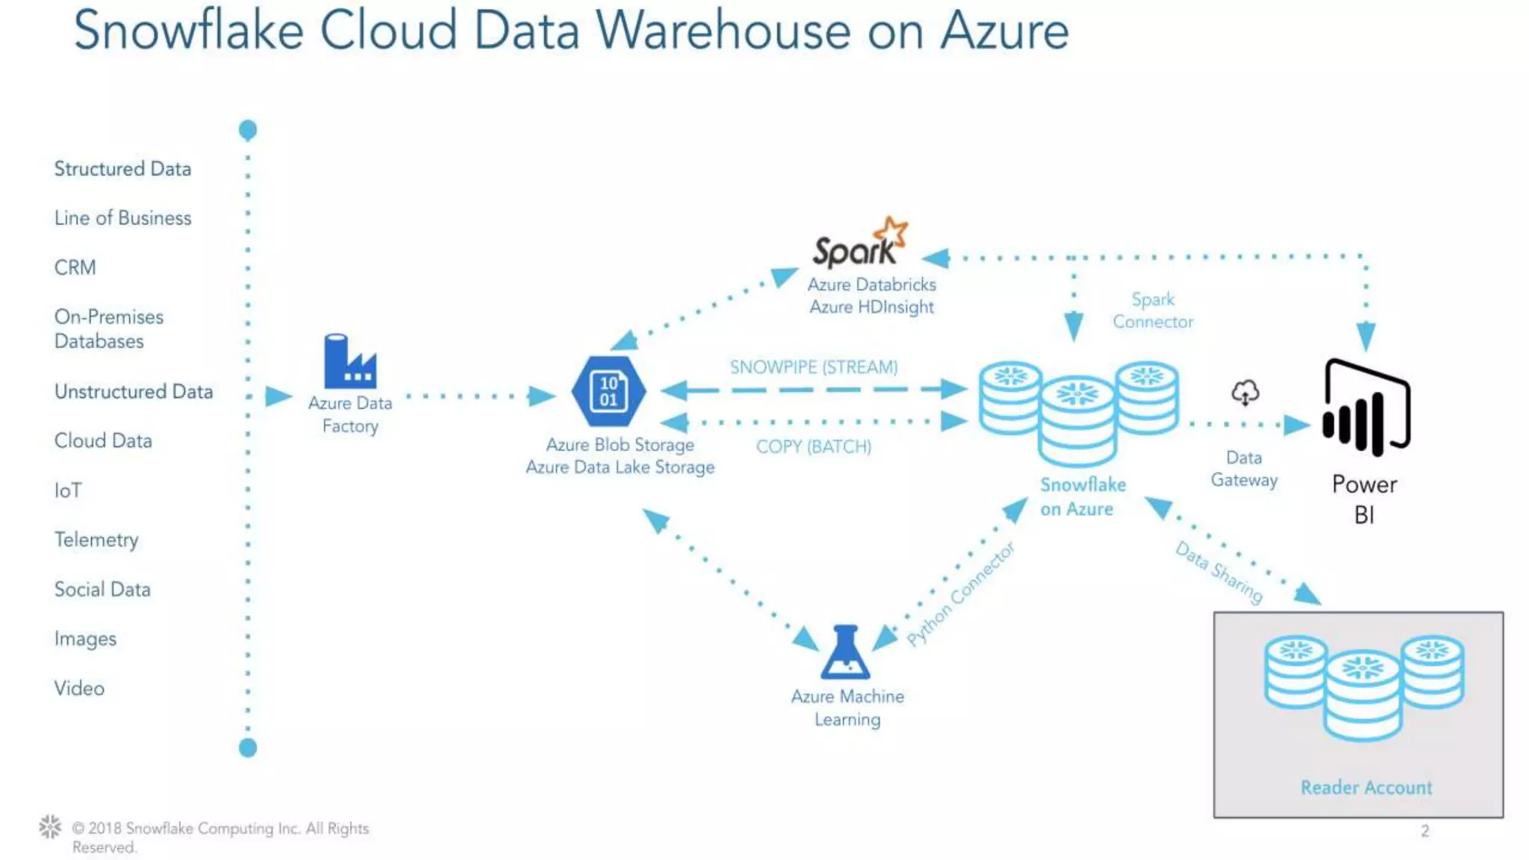 Snowflake Cloud Data Warehouse on Azure
Structured Data
Line of Business
CRM
On-Premises
Databases
Unstructured Data
Cloud Data
IoT
Telemetry
Social Data
Images
Video
Azure Data
Factory
10
01
Azure Blob Storage
Azure Data Lake Storage
Spark
Azure Databricks
Azure HDInsight
SNOWPIPE (STREAM)
COPY (BATCH)
Spark
Connector
Snowflake
on Azure
Data
Gateway
Power
BI
Python Connector
Data Sharing
Azure Machine
Learning
Reader Account
© 2018 Snowflake Computing Inc. All Rights
Reserved.
2